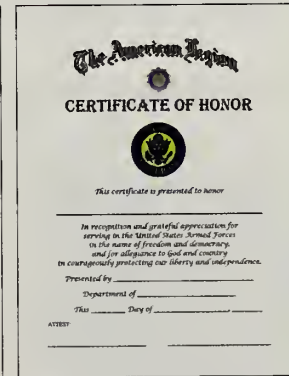 The American Legion
CERTIFICATE OF HONOR
This certificate is presented to honor
In recognition and grateful appreciation for
serving in the United States Armed Forces
in the name of freedom and democracy,
and for allegiance to God and country
in courageously protecting our liberty and independence.
Presented by
Department of
This Day of ,
ATTEST